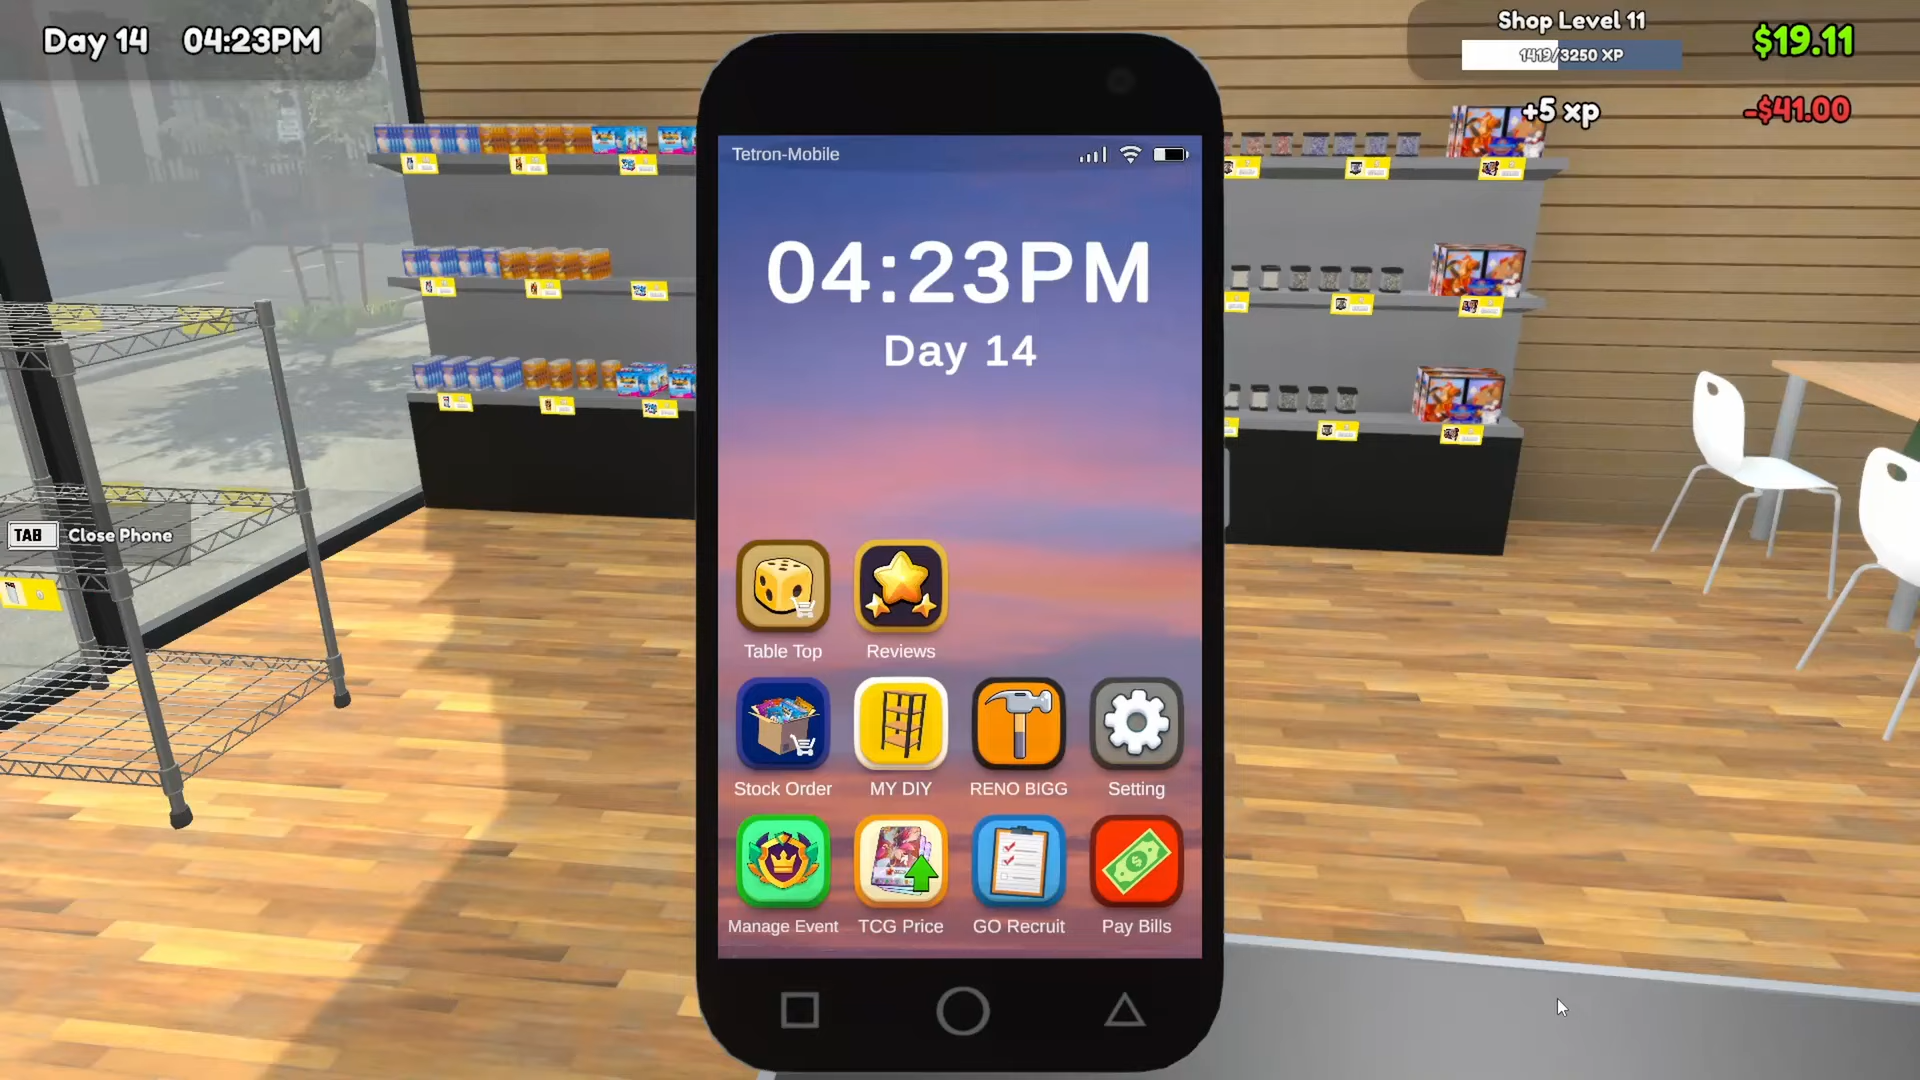 Day 14 04:23PM
Shop Level 11
1419/3250 XP
$19.11
+5 xp
-$41.00
Tetron-Mobile
04:23PM
Day 14
TAB Close Phone
Table Top Reviews
Stock Order MY DIY RENO BIGG Setting
Manage Event TCG Price GO Recruit Pay Bills